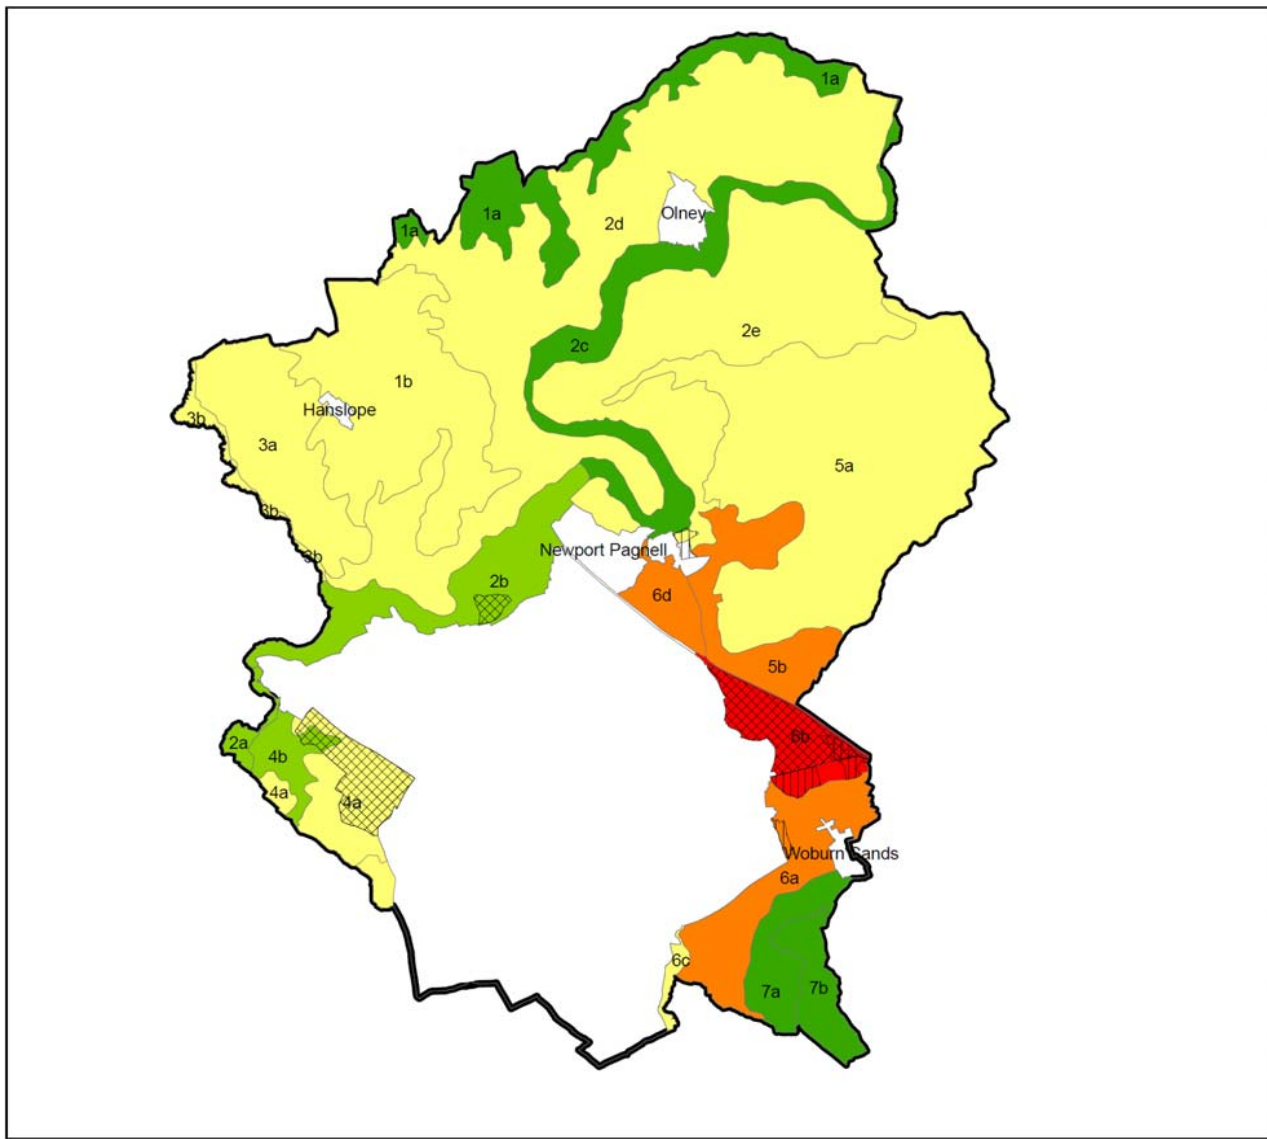 1a
1a
Olney
2d
1a
2e
2c
1b
Hanslope
3b
3a
5a
3b
Newport Pagnell
3b
2b
6d
5b
6b
2a
4b
4a
4a
Woburn Sands
6a
6c
7b
7a